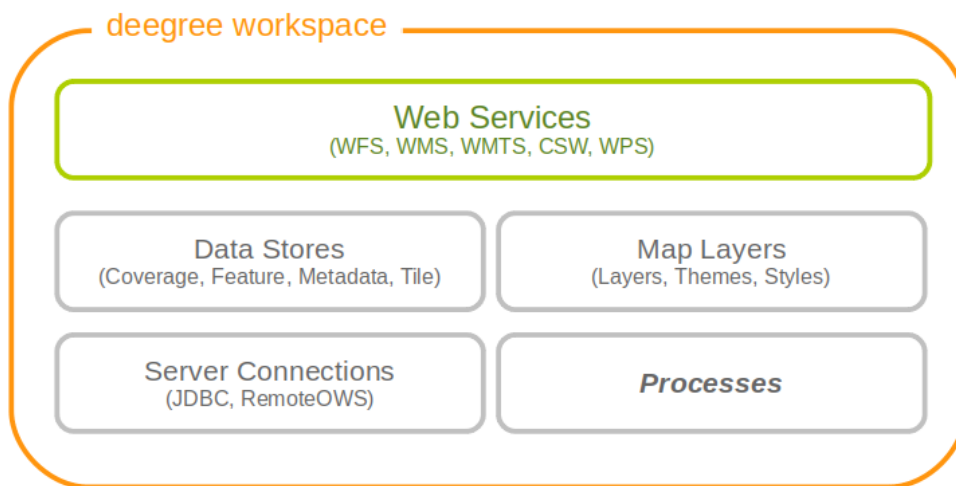 deegree workspace
Web Services
(WFS, WMS, WMTS, CSW, WPS)
Data Stores
(Coverage, Feature, Metadata, Tile)
Map Layers
(Layers, Themes, Styles)
Server Connections
(JDBC, RemoteOWS)
Processes